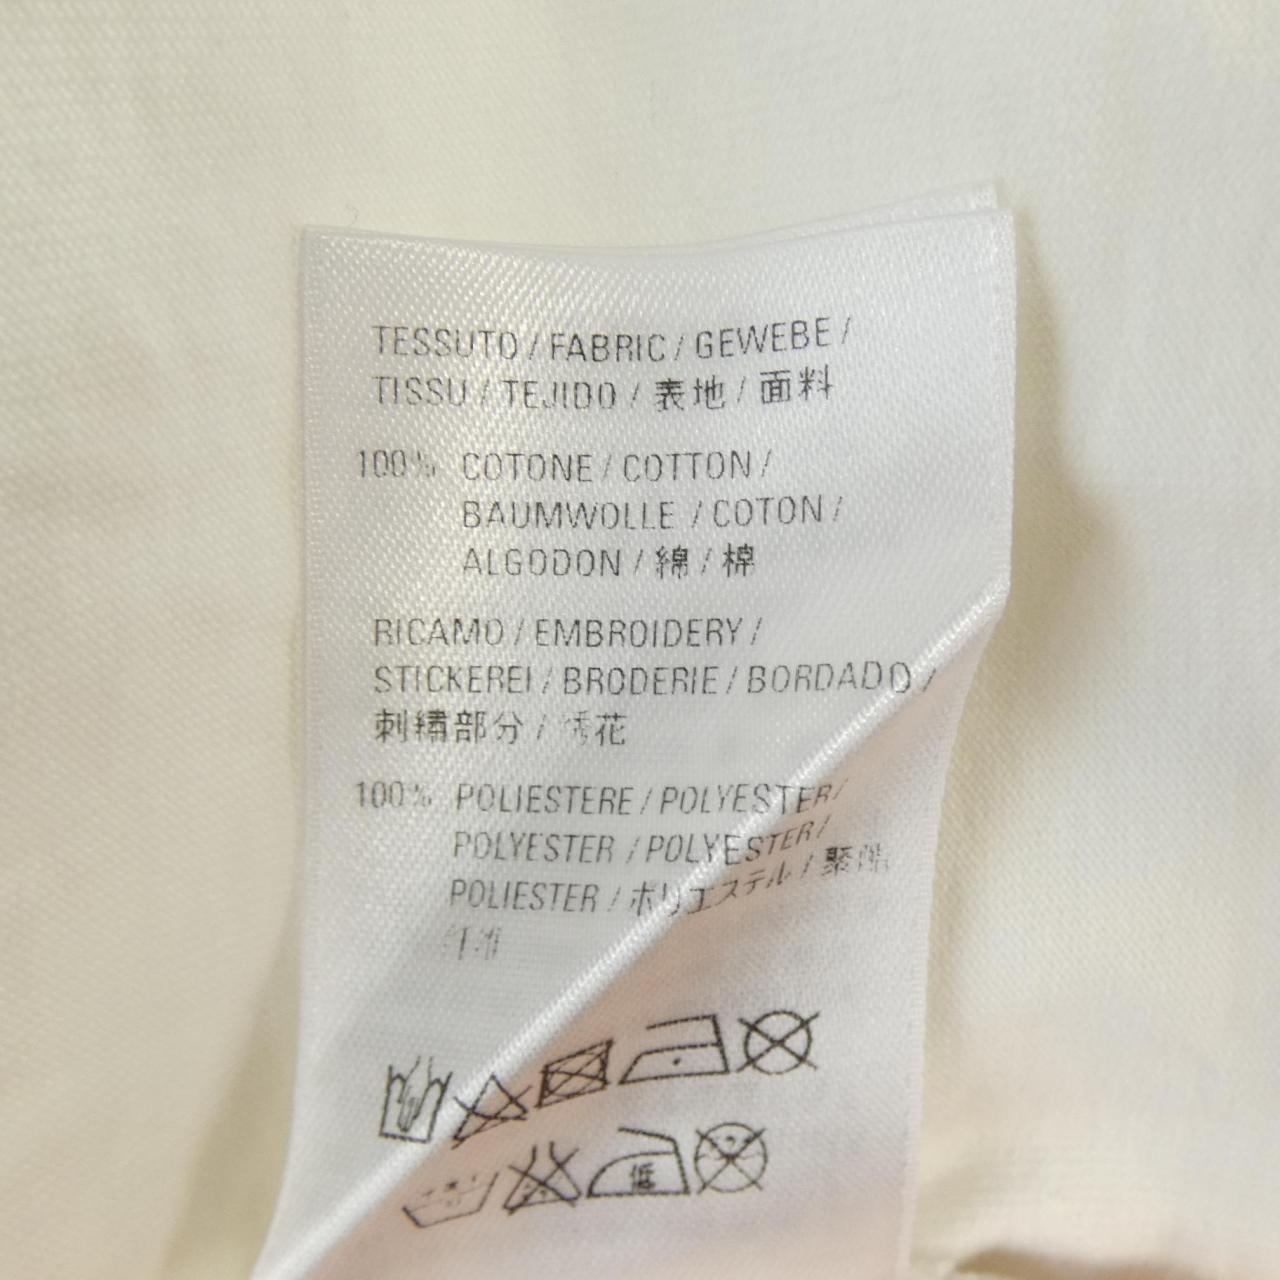 TESSUTO / FABRIC / GEWEBE /
TISSU / TEJIDO / 表地 / 面料
100% COTONE / COTTON /
BAUMWOLLE / COTON /
ALGODON / 綿 / 棉
RICAMO / EMBROIDERY /
STICKEREI / BRODERIE / BORDADO /
刺繍部分 / 绣花
100% POLIESTERE / POLYESTER /
POLYESTER / POLYESTER /
POLIESTER / ポリエステル / 聚酯
低